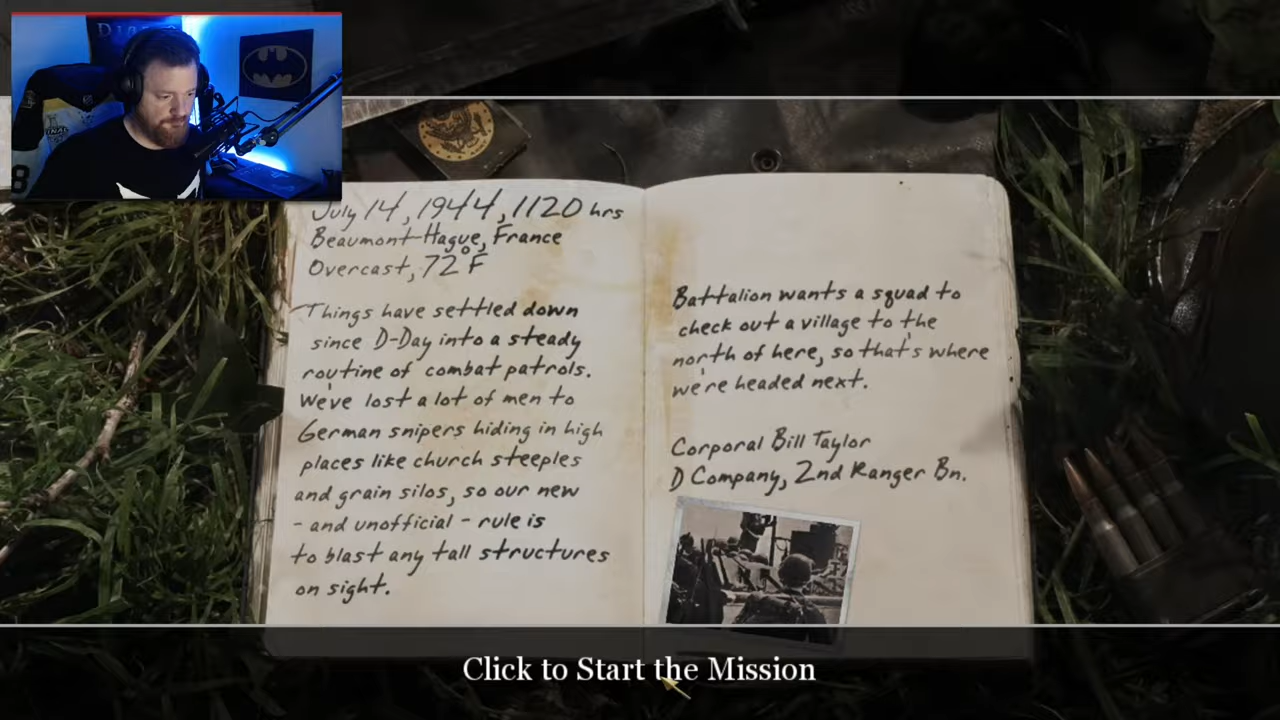 July 14, 1944, 1120 hrs
Beaumont-Hague, France
Overcast, 72°F
Things have settled down
since D-Day into a steady
routine of combat patrols.
We've lost a lot of men to
German snipers hiding in high
places like church steeples
and grain silos, so our new
- and unofficial - rule is
to blast any tall structures
on sight.
Battalion wants a squad to
check out a village to the
north of here, so that's where
we're headed next.
Corporal Bill Taylor
D Company, 2nd Ranger Bn.
Click to Start the Mission
8